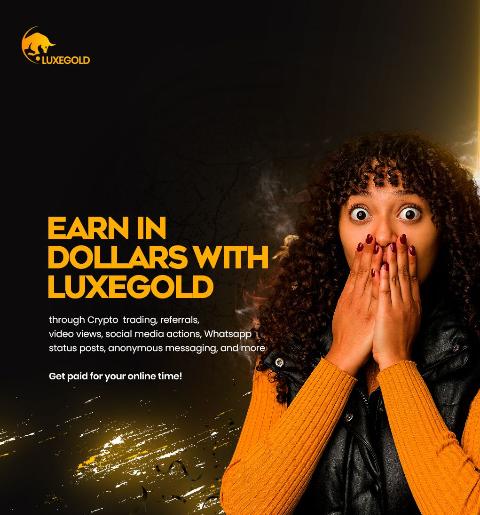 LUXEGOLD
EARN IN
DOLLARS WITH
LUXEGOLD
through Crypto trading, referrals,
video views, social media actions, Whatsapp
status posts, anonymous messaging, and more
Get paid for your online time!